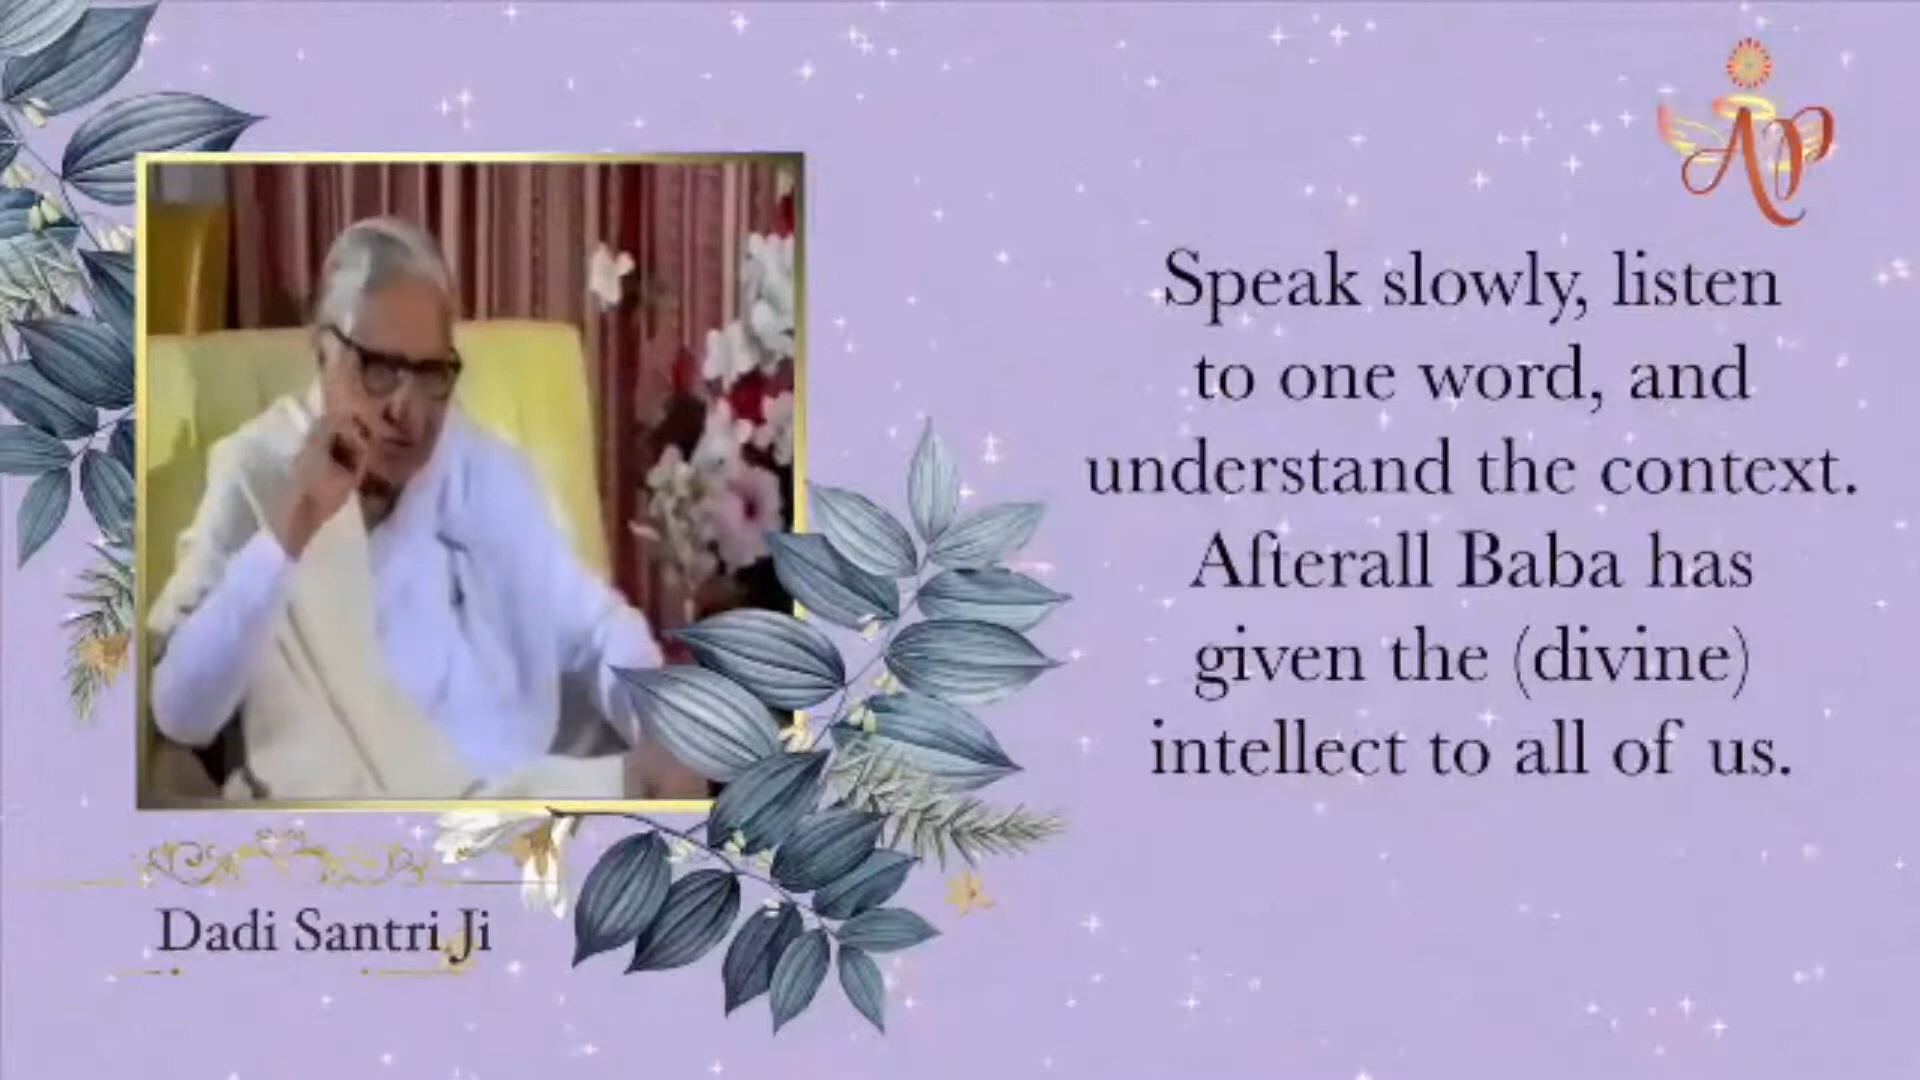 AP
Speak slowly, listen
to one word, and
understand the context.
Afterall Baba has
given the (divine)
intellect to all of us.
Dadi Santri Ji